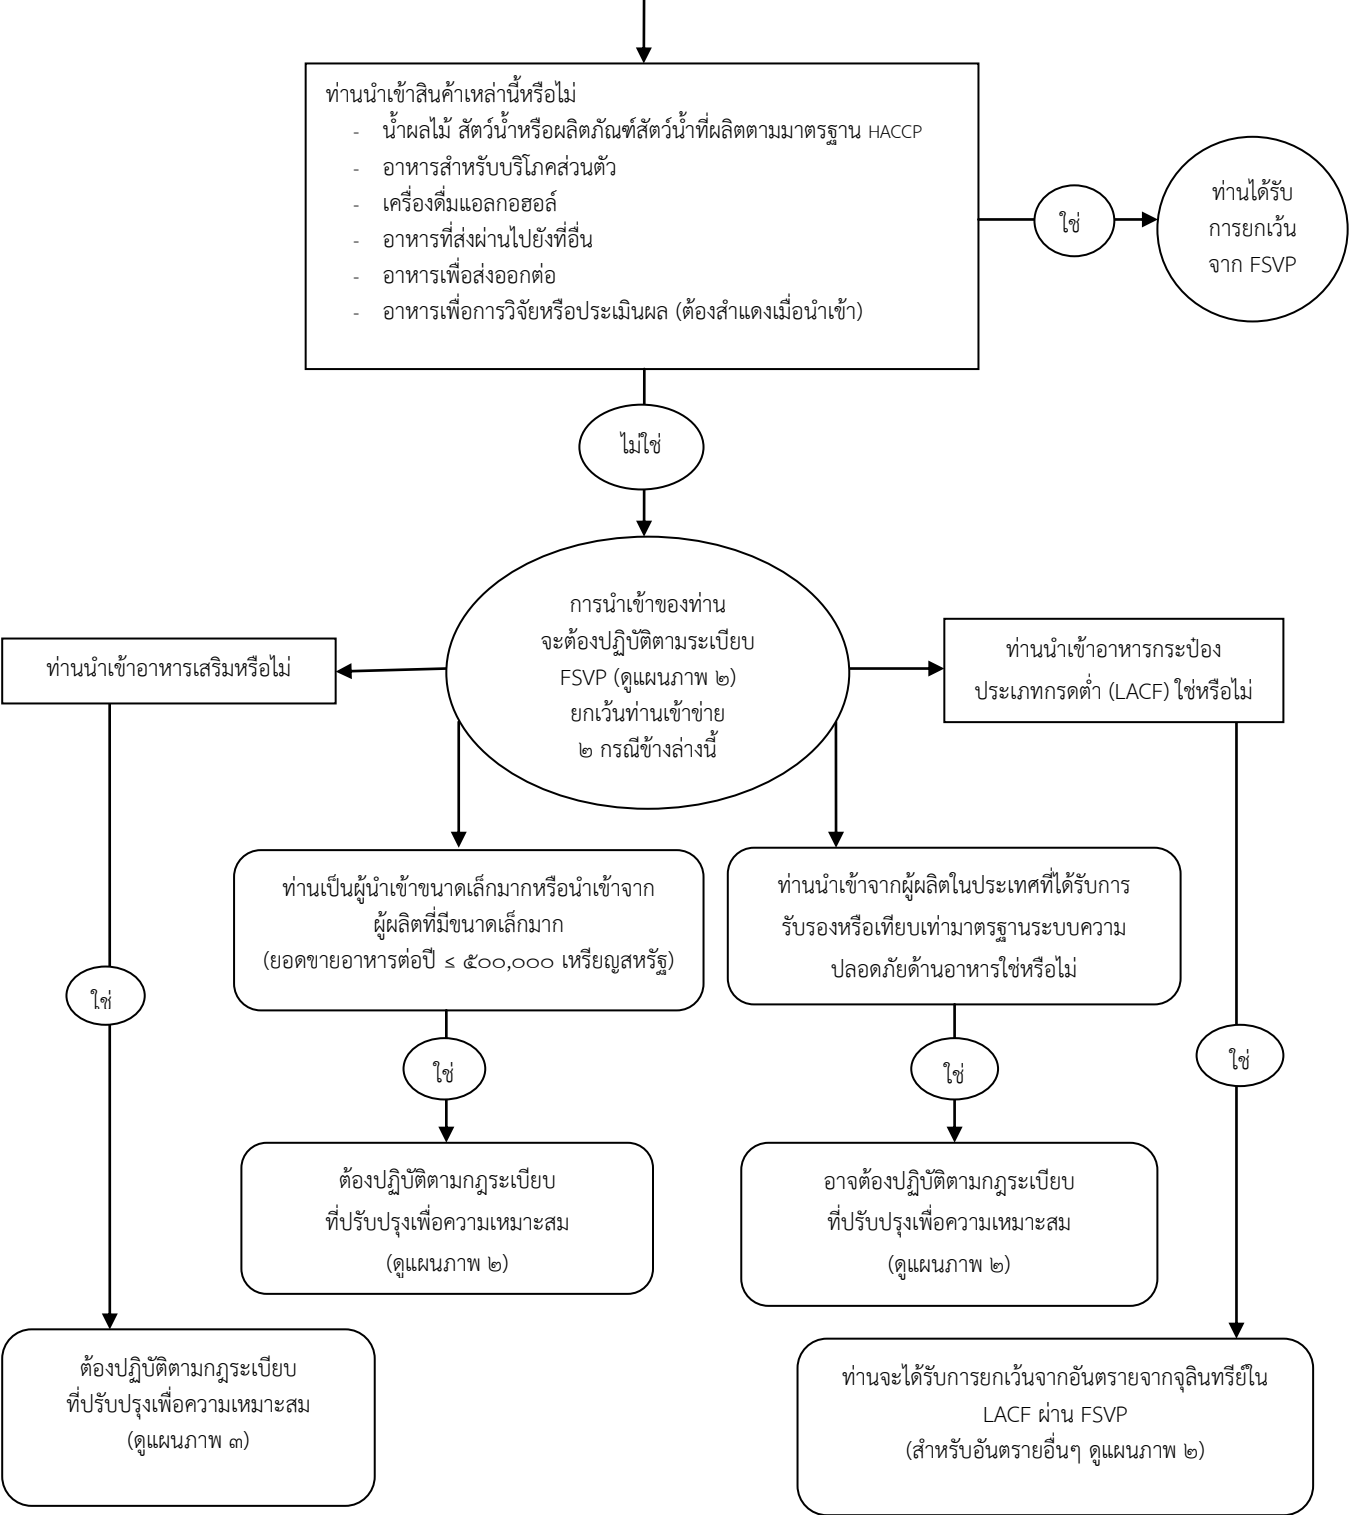 ท่านนำเข้าสินค้าเหล่านี้หรือไม่
- น้ำผลไม้ สัตว์น้ำหรือผลิตภัณฑ์สัตว์น้ำที่ผลิตตามมาตรฐาน HACCP
- อาหารสำหรับบริโภคส่วนตัว
- เครื่องดื่มแอลกอฮอล์
- อาหารที่ส่งผ่านไปยังที่อื่น
- อาหารเพื่อส่งออกต่อ
- อาหารเพื่อการวิจัยหรือประเมินผล (ต้องสำแดงเมื่อนำเข้า)
ใช่
ท่านได้รับ
การยกเว้น
จาก FSVP
ไม่ใช่
การนำเข้าของท่าน
จะต้องปฏิบัติตามระเบียบ
FSVP (ดูแผนภาพ ๒)
ยกเว้นท่านเข้าข่าย
๒ กรณีข้างล่างนี้
ท่านนำเข้าอาหารเสริมหรือไม่
ท่านนำเข้าอาหารกระป๋อง
ประเภทกรดต่ำ (LACF) ใช่หรือไม่
ท่านเป็นผู้นำเข้าขนาดเล็กมากหรือนำเข้าจาก
ผู้ผลิตที่มีขนาดเล็กมาก
(ยอดขายอาหารต่อปี ≤ ๕๐๐,๐๐๐ เหรียญสหรัฐ)
ท่านนำเข้าจากผู้ผลิตในประเทศที่ได้รับการ
รับรองหรือเทียบเท่ามาตรฐานระบบความ
ปลอดภัยด้านอาหารใช่หรือไม่
ใช่
ใช่
ใช่
ใช่
ต้องปฏิบัติตามกฎระเบียบ
ที่ปรับปรุงเพื่อความเหมาะสม
(ดูแผนภาพ ๒)
อาจต้องปฏิบัติตามกฎระเบียบ
ที่ปรับปรุงเพื่อความเหมาะสม
(ดูแผนภาพ ๒)
ต้องปฏิบัติตามกฎระเบียบ
ที่ปรับปรุงเพื่อความเหมาะสม
(ดูแผนภาพ ๓)
ท่านจะได้รับการยกเว้นจากอันตรายจากจุลินทรีย์ใน
LACF ผ่าน FSVP
(สำหรับอันตรายอื่นๆ ดูแผนภาพ ๒)